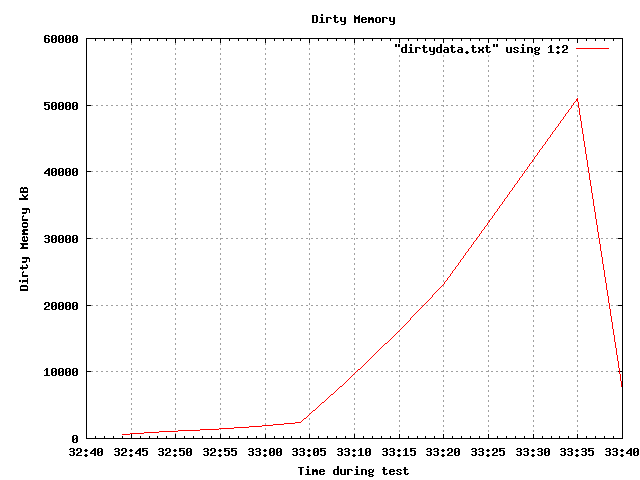 Dirty Memory
"dirtydata.txt" using 1:2
60000
50000
40000
30000
20000
10000
0
Dirty Memory kB
32:40 32:45 32:50 32:55 33:00 33:05 33:10 33:15 33:20 33:25 33:30 33:35 33:40
Time during test